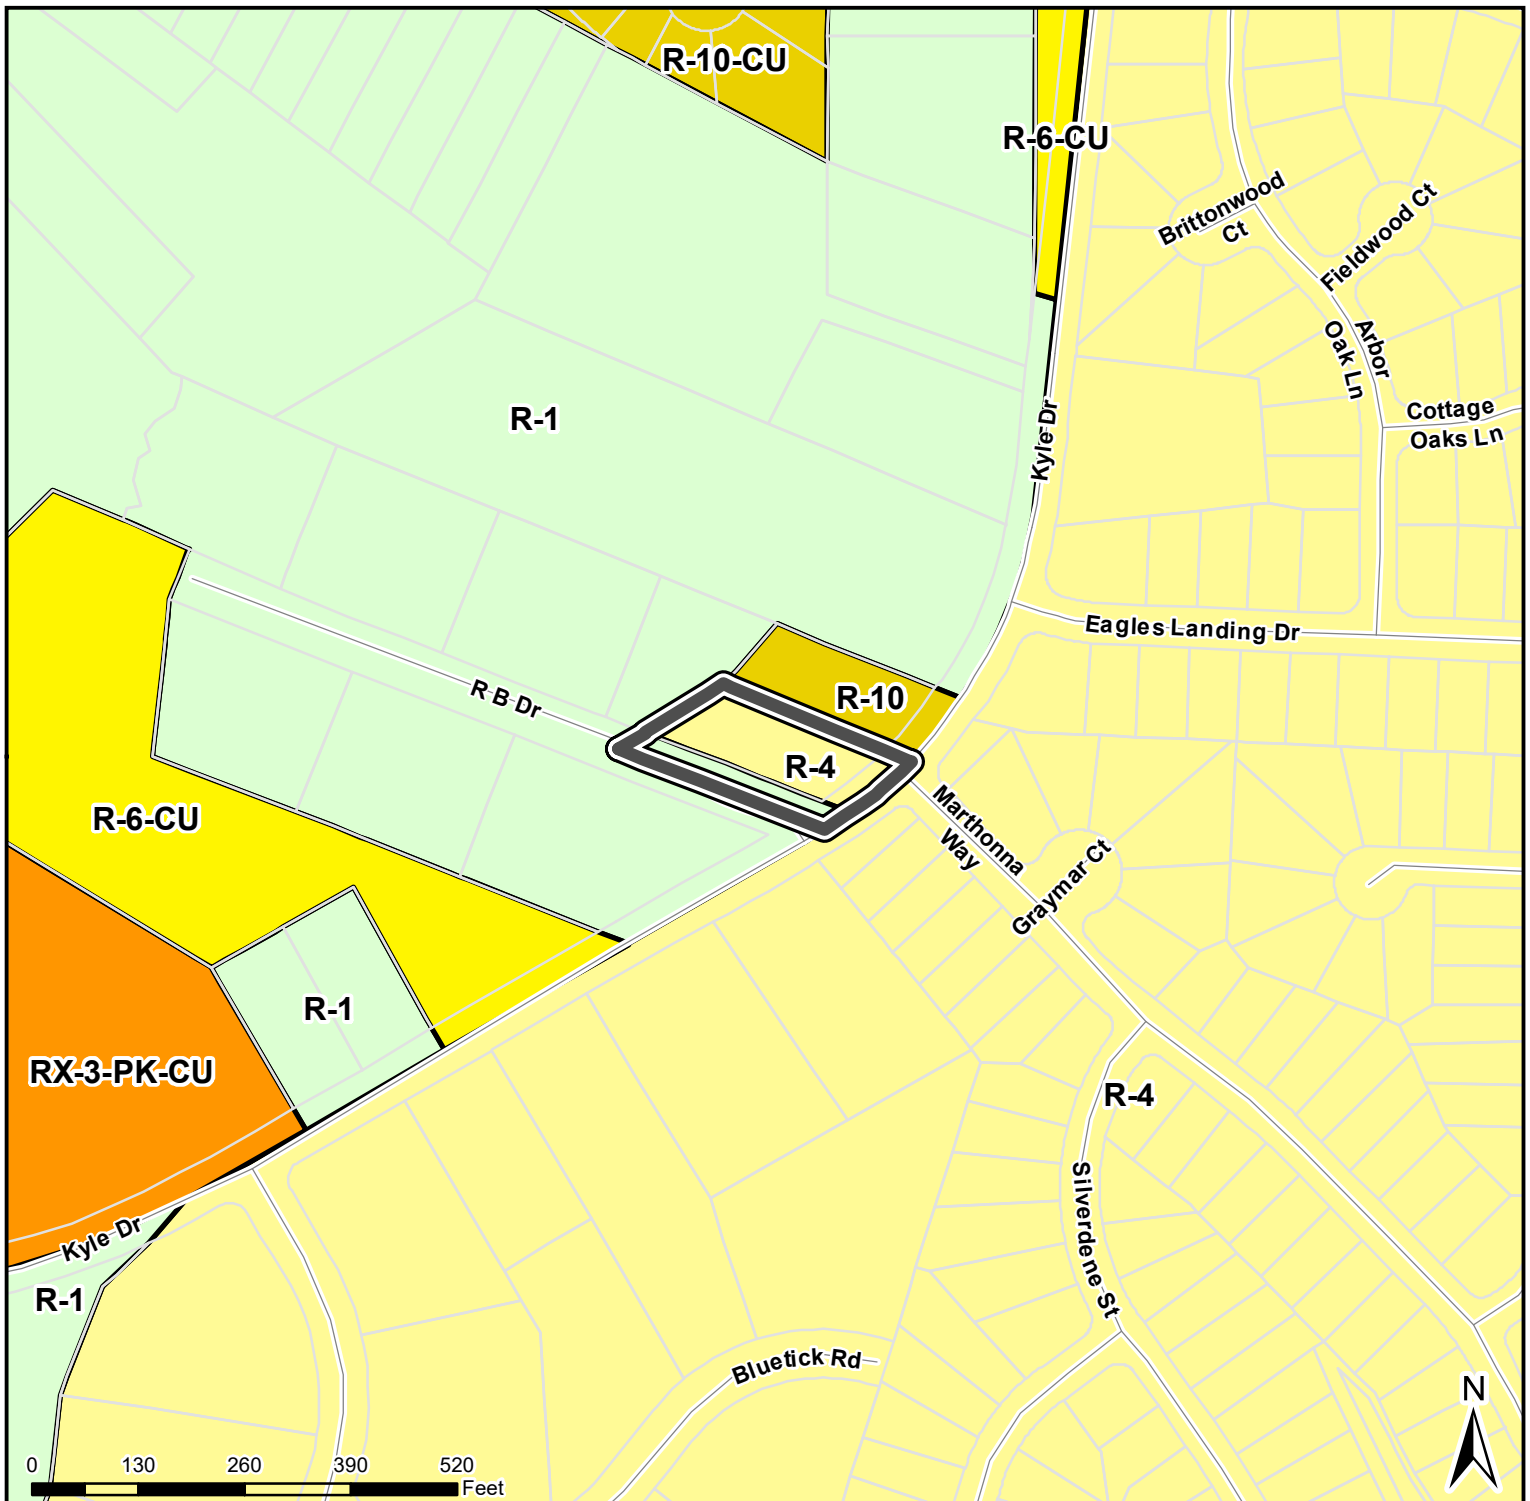 R-10-CU
R-6-CU
Brittonwood
Ct
Fieldwood Ct
Arbor
Oak Ln
Cottage
Oaks Ln
R-1
Kyle Dr
Eagles Landing Dr
R B Dr
R-10
R-4
R-6-CU
Marthonna
Way
Graymar Ct
R-1
RX-3-PK-CU
R-4
Silverdene St
Kyle Dr
R-1
Bluetick Rd
N
0 130 260 390 520
Feet